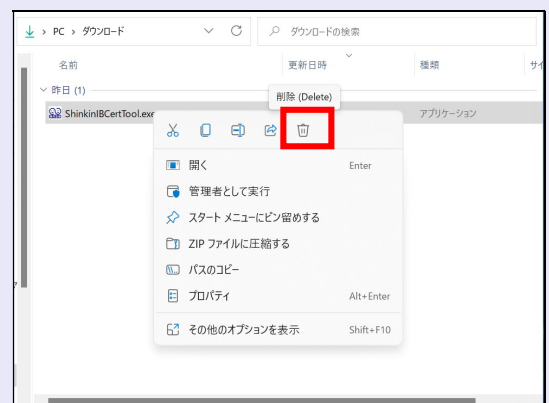 PC › ダウンロード
ダウンロードの検索
名前 更新日時 種類 サイ
昨日 (1)
削除 (Delete)
ShinkinIBCertTool.exe アプリケーション
開く Enter
管理者として実行
スタート メニューにピン留めする
ZIP ファイルに圧縮する
パスのコピー
プロパティ Alt+Enter
その他のオプションを表示 Shift+F10